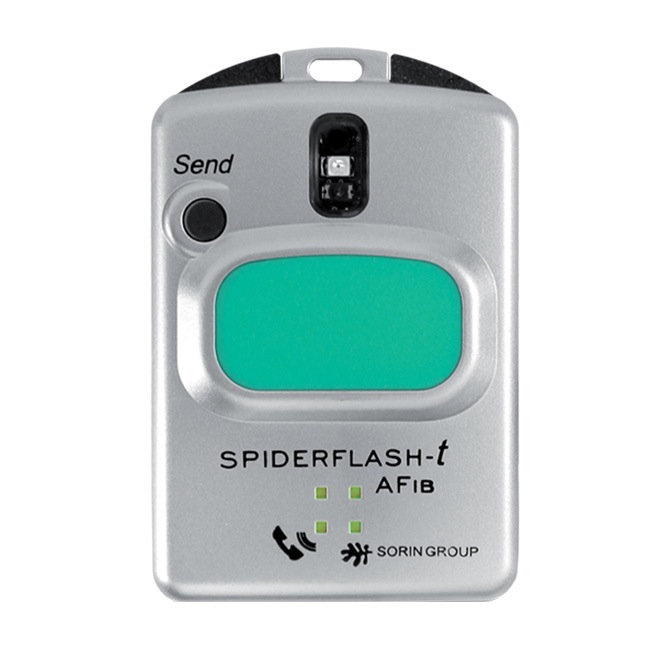 Send
SPIDERFLASH-t
AFIB
SORIN GROUP